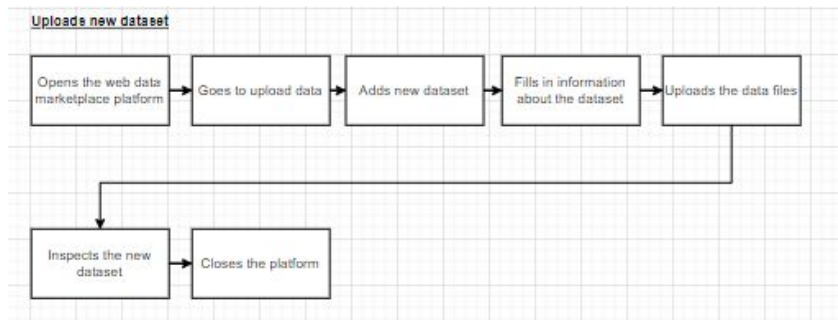 Uploads new dataset
Opens the web data
marketplace platform
Goes to upload data
Adds new dataset
Fills in information
about the dataset
Uploads the data files
Inspects the new
dataset
Closes the platform